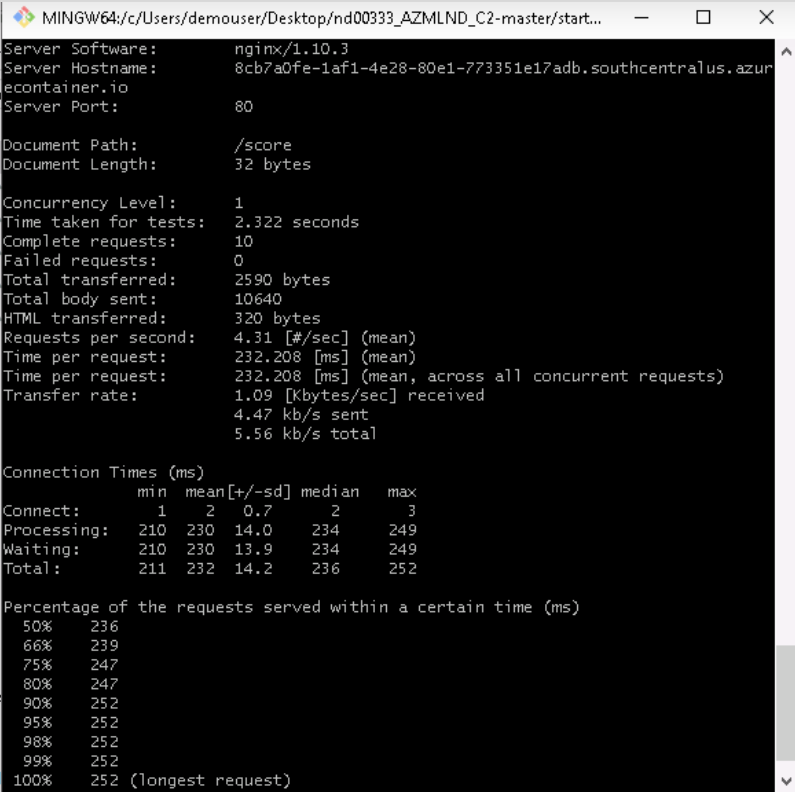 MINGW64:/c/Users/demouser/Desktop/nd00333_AZMLND_C2-master/start...
Server Software:        nginx/1.10.3
Server Hostname:        8cb7a0fe-1af1-4e28-80e1-773351e17adb.southcentralus.azur
econtainer.io
Server Port:            80

Document Path:          /score
Document Length:        32 bytes

Concurrency Level:      1
Time taken for tests:   2.322 seconds
Complete requests:      10
Failed requests:        0
Total transferred:      2590 bytes
Total body sent:        10640
HTML transferred:       320 bytes
Requests per second:    4.31 [#/sec] (mean)
Time per request:       232.208 [ms] (mean)
Time per request:       232.208 [ms] (mean, across all concurrent requests)
Transfer rate:          1.09 [Kbytes/sec] received
                        4.47 kb/s sent
                        5.56 kb/s total

Connection Times (ms)
              min  mean[+/-sd] median   max
Connect:        1    2   0.7      2       3
Processing:   210  230  14.0    234     249
Waiting:      210  230  13.9    234     249
Total:        211  232  14.2    236     252

Percentage of the requests served within a certain time (ms)
  50%    236
  66%    239
  75%    247
  80%    247
  90%    252
  95%    252
  98%    252
  99%    252
 100%    252 (longest request)